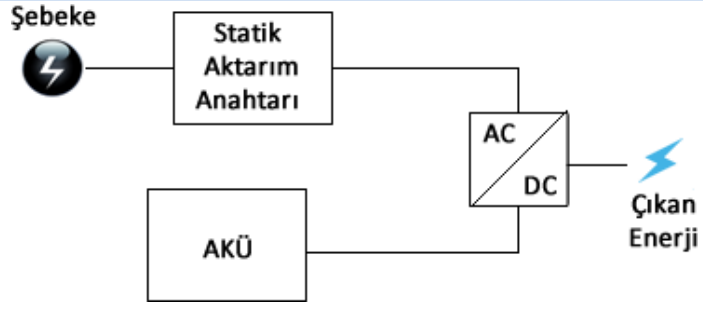 Şebeke
Statik
Aktarım
Anahtarı
AC
DC
Çıkan
Enerji
AKÜ